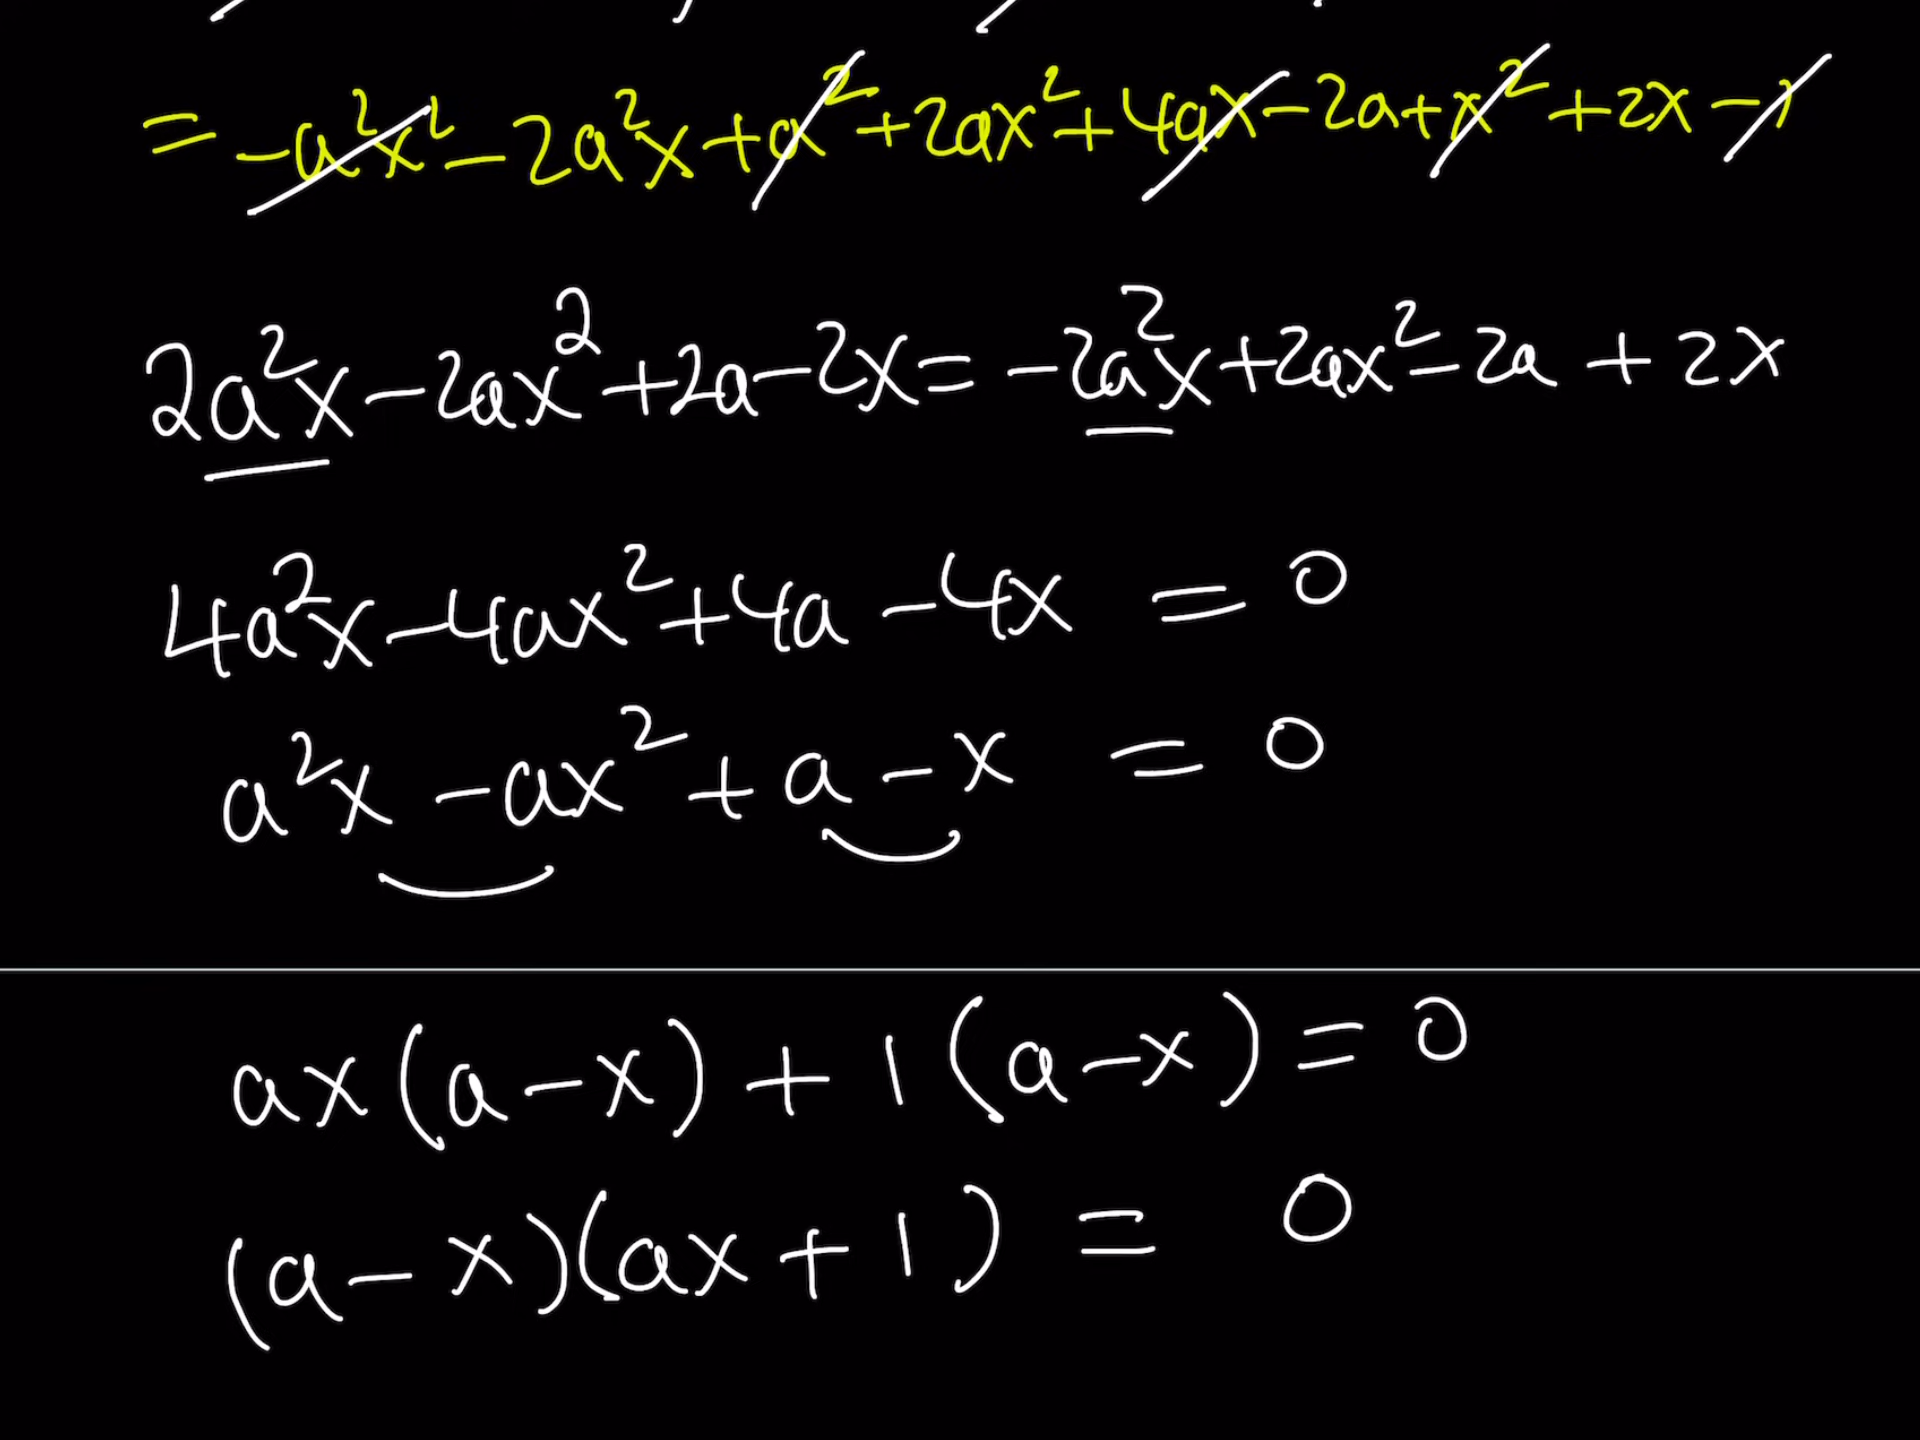 = -a²x² - 2a²x + a² + 2ax² + 4ax - 2a + x² + 2x - 1
2a²x - 2ax² + 2a - 2x = -2a²x + 2ax² - 2a + 2x
4a²x - 4ax² + 4a - 4x = 0
a²x - ax² + a - x = 0
ax(a-x) + 1(a-x) = 0
(a-x)(ax+1) = 0